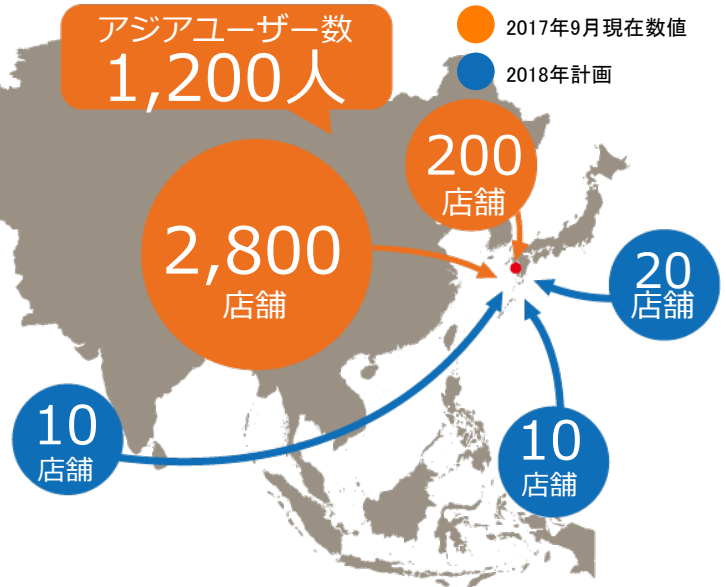 アジアユーザー数
1,200人
2017年9月現在数値
2018年計画
200
店舗
2,800
店舗
20
店舗
10
店舗
10
店舗